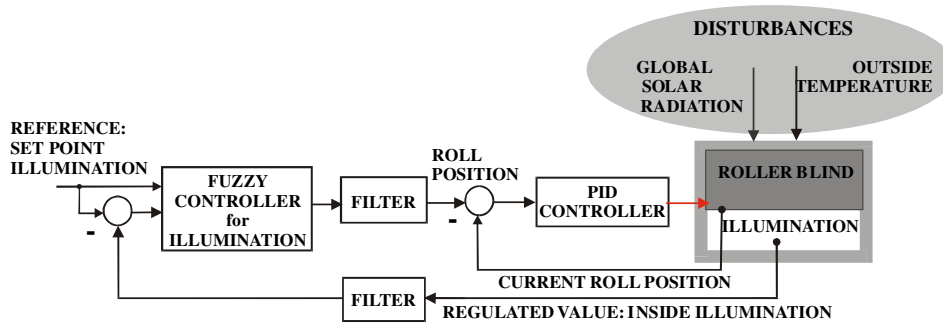 DISTURBANCES
GLOBAL
SOLAR
RADIATION
OUTSIDE
TEMPERATURE
REFERENCE:
SET POINT
ILLUMINATION
FUZZY
CONTROLLER
for
ILLUMINATION
FILTER
ROLL
POSITION
PID
CONTROLLER
ROLLER BLIND
ILLUMINATION
-
-
CURRENT ROLL POSITION
FILTER
REGULATED VALUE: INSIDE ILLUMINATION